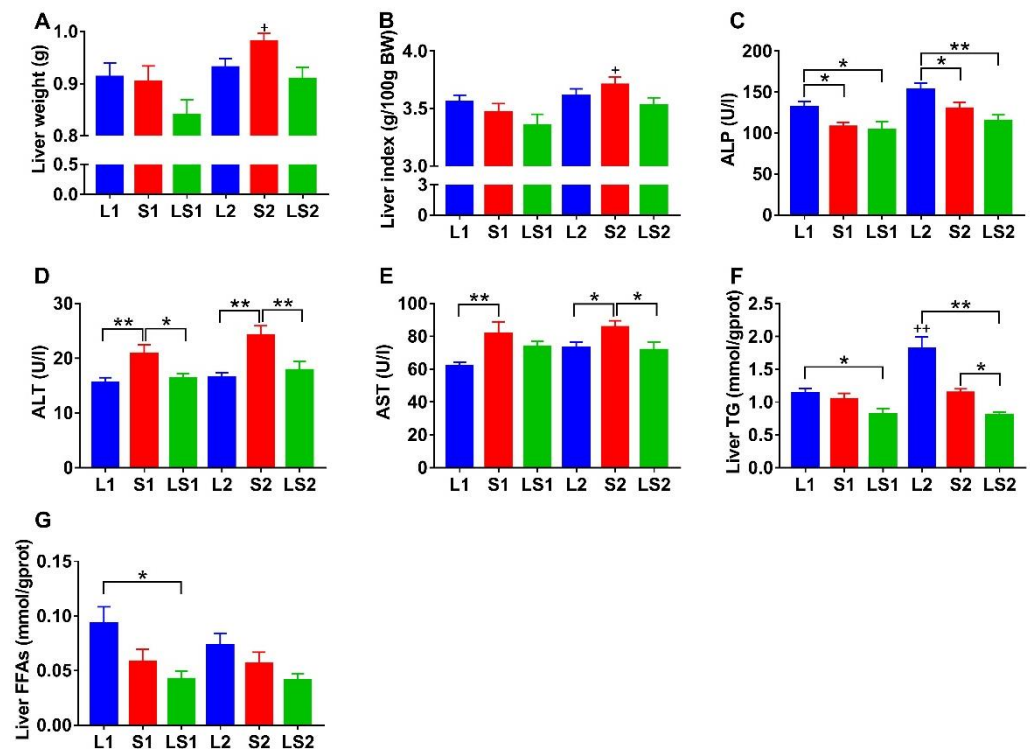 A
Liver weight (g)
1.0
0.9
0.8
0.5
0.0
+
L1 S1 LS1 L2 S2 LS2
B
Liver index (g/100g BW)
4.0
3.5
3.0
3
0
+
L1 S1 LS1 L2 S2 LS2
C
ALP (U/l)
200
150
100
50
0
* * * **
L1 S1 LS1 L2 S2 LS2
D
ALT (U/l)
30
20
10
0
** * ** **
L1 S1 LS1 L2 S2 LS2
E
AST (U/l)
100
80
60
40
20
0
** * *
L1 S1 LS1 L2 S2 LS2
F
Liver TG (mmol/gprot)
2.5
2.0
1.5
1.0
0.5
0.0
* ++ ** *
L1 S1 LS1 L2 S2 LS2
G
Liver FFAs (mmol/gprot)
0.15
0.10
0.05
0.00
*
L1 S1 LS1 L2 S2 LS2